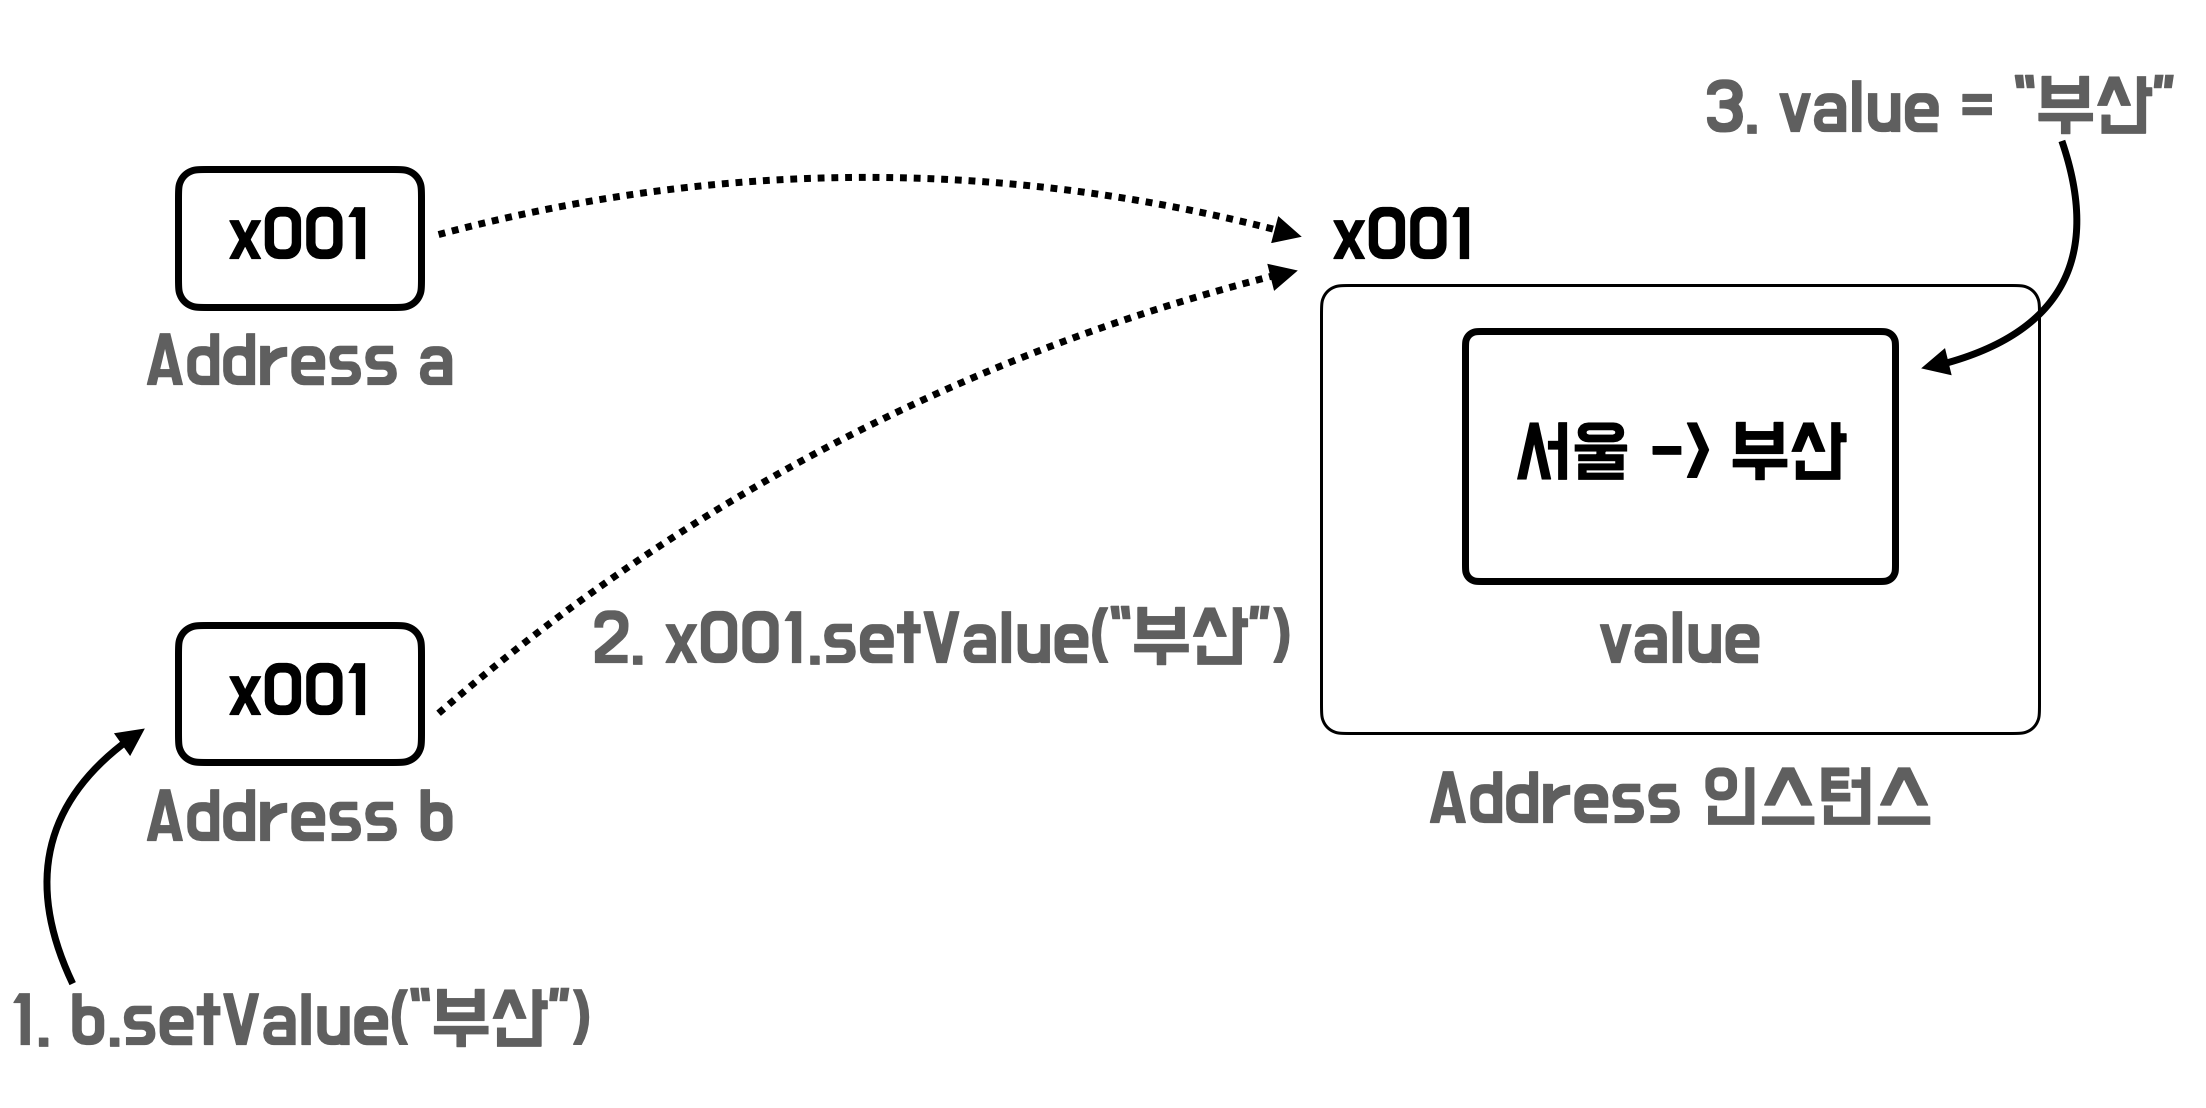 3. value = "부산"
x001
Address a
x001
서울 -> 부산
value
Address 인스턴스
2. x001.setValue("부산")
x001
Address b
1. b.setValue("부산")